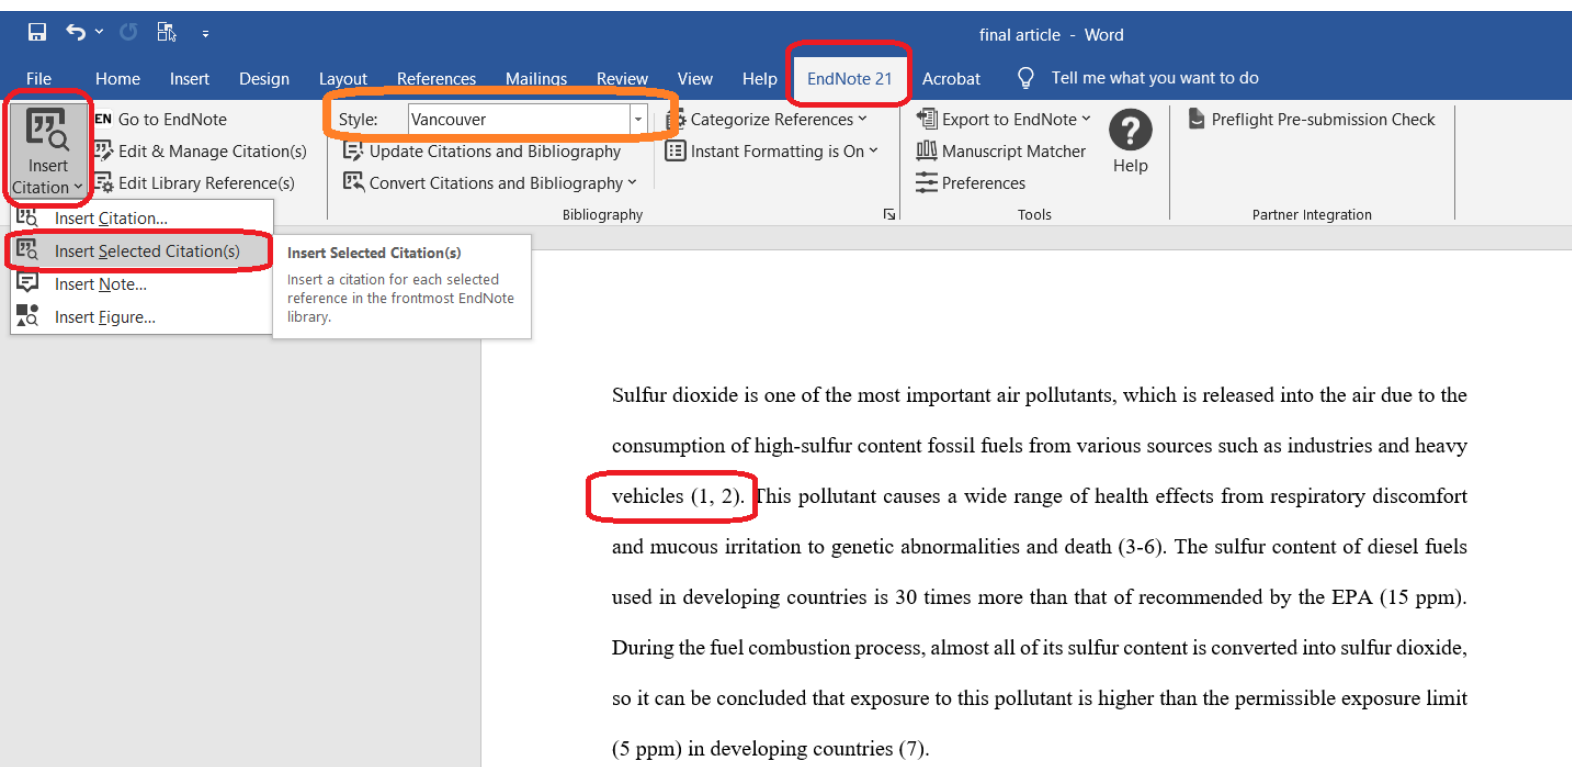 final article - Word
File Home Insert Design Layout References Mailings Review View Help EndNote 21 Acrobat Tell me what you want to do
Insert Citation
EN Go to EndNote
Edit & Manage Citation(s)
Edit Library Reference(s)
Style: Vancouver
Update Citations and Bibliography
Convert Citations and Bibliography
Categorize References
Instant Formatting is On
Bibliography
Export to EndNote
Manuscript Matcher
Preferences
Help
Tools
Preflight Pre-submission Check
Partner Integration
Insert Citation...
Insert Selected Citation(s)
Insert Note...
Insert Figure...
Insert Selected Citation(s)
Insert a citation for each selected
reference in the frontmost EndNote
library.
Sulfur dioxide is one of the most important air pollutants, which is released into the air due to the
consumption of high-sulfur content fossil fuels from various sources such as industries and heavy
vehicles (1, 2). This pollutant causes a wide range of health effects from respiratory discomfort
and mucous irritation to genetic abnormalities and death (3-6). The sulfur content of diesel fuels
used in developing countries is 30 times more than that of recommended by the EPA (15 ppm).
During the fuel combustion process, almost all of its sulfur content is converted into sulfur dioxide,
so it can be concluded that exposure to this pollutant is higher than the permissible exposure limit
(5 ppm) in developing countries (7).